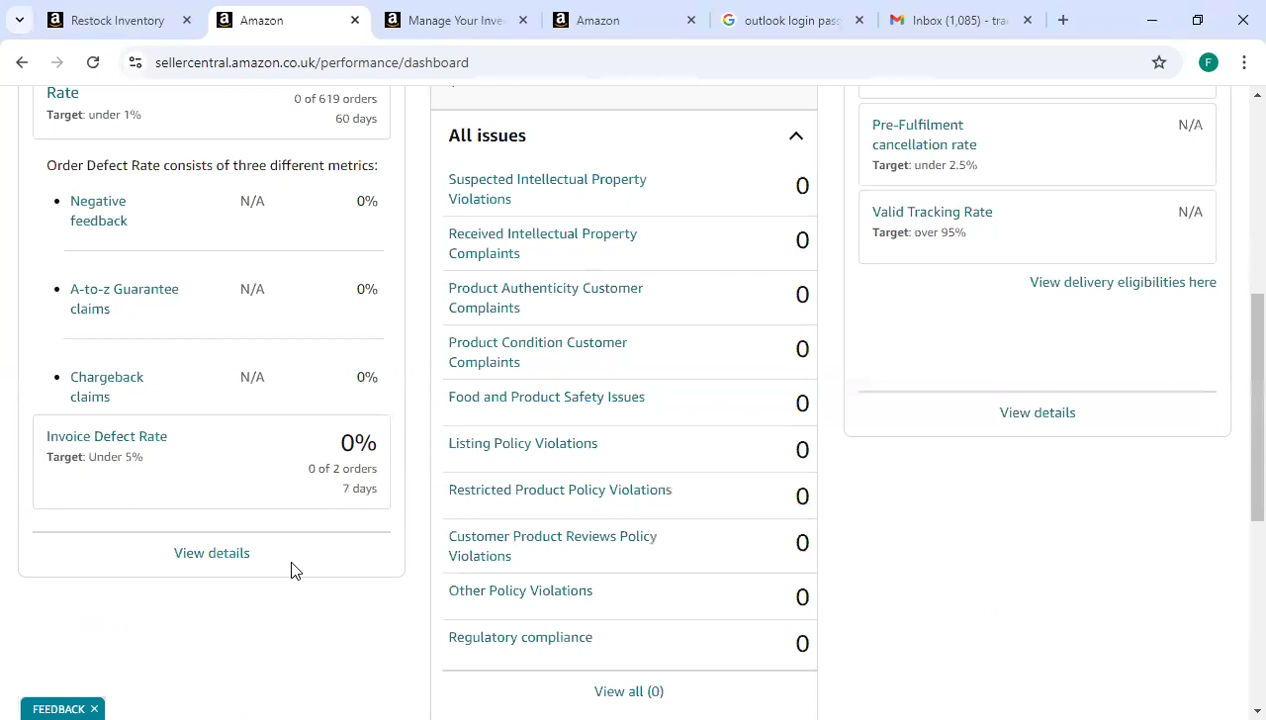 Restock Inventory
Amazon
Manage Your Inve
Amazon
outlook login pas
Inbox (1,085) - tra
sellercentral.amazon.co.uk/performance/dashboard
F
Rate
Target: under 1%
0 of 619 orders
60 days
Order Defect Rate consists of three different metrics:
Negative
feedback
N/A
0%
A-to-z Guarantee
claims
N/A
0%
Chargeback
claims
N/A
0%
Invoice Defect Rate
Target: Under 5%
0%
0 of 2 orders
7 days
View details
All issues
Suspected Intellectual Property
Violations
0
Received Intellectual Property
Complaints
0
Product Authenticity Customer
Complaints
0
Product Condition Customer
Complaints
0
Food and Product Safety Issues
0
Listing Policy Violations
0
Restricted Product Policy Violations
0
Customer Product Reviews Policy
Violations
0
Other Policy Violations
0
Regulatory compliance
0
View all (0)
Pre-Fulfilment
cancellation rate
Target: under 2.5%
N/A
Valid Tracking Rate
Target: over 95%
N/A
View delivery eligibilities here
View details
FEEDBACK